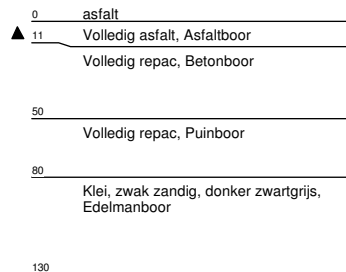 0 asfalt
11 Volledig asfalt, Asfaltboor
Volledig repac, Betonboor
50
Volledig repac, Puinboor
80
Klei, zwak zandig, donker zwartgrijs,
Edelmanboor
130